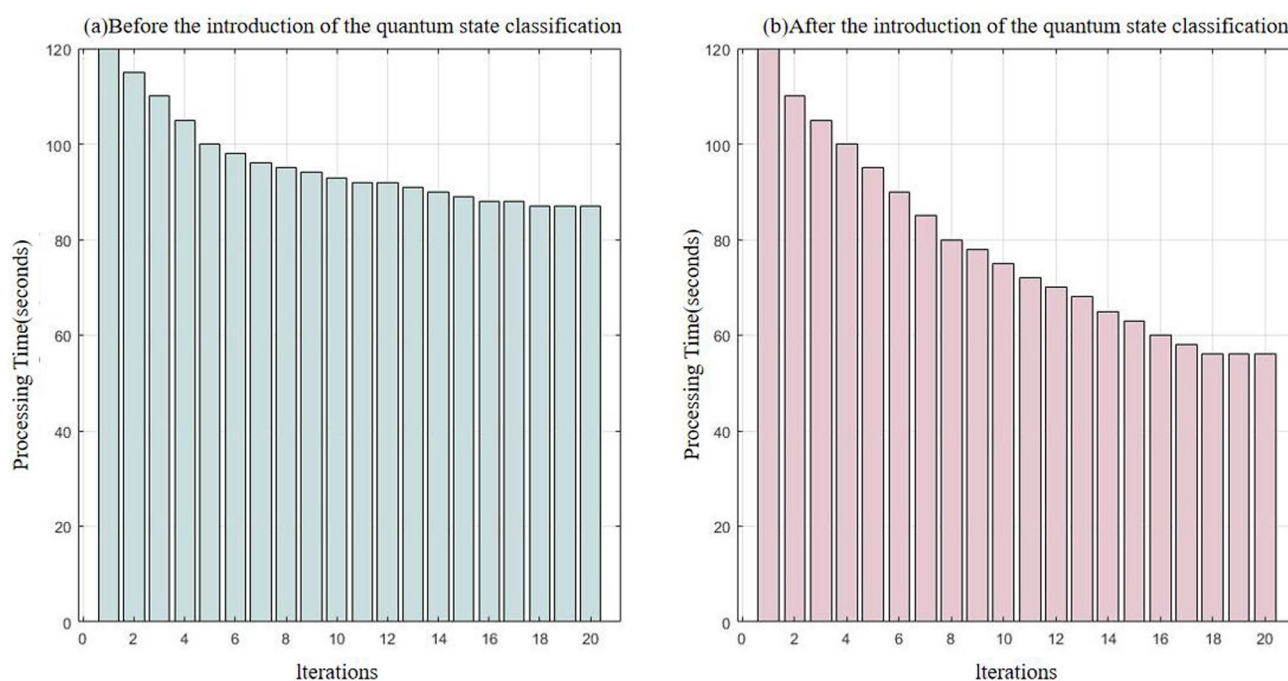 (a)Before the introduction of the quantum state classification
120
100
80
60
40
20
0
Processing Time(seconds)
0 2 4 6 8 10 12 14 16 18 20
Iterations
(b)After the introduction of the quantum state classification
120
100
80
60
40
20
0
Processing Time(seconds)
0 2 4 6 8 10 12 14 16 18 20
Iterations